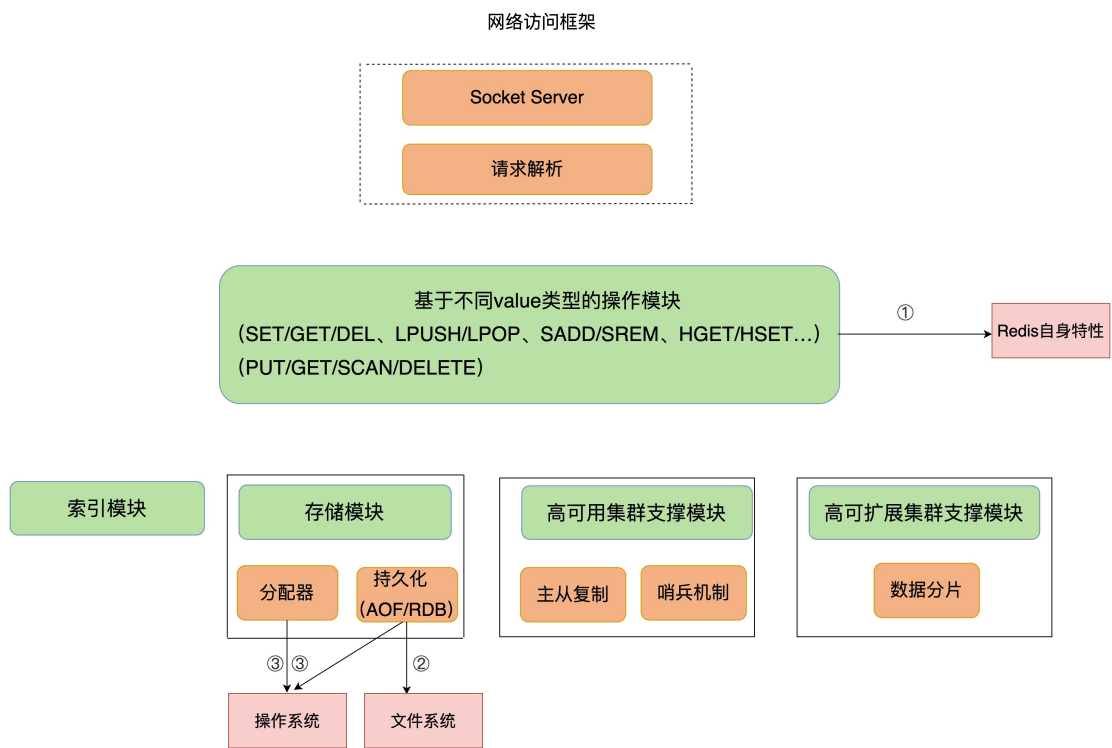 网络访问框架
Socket Server
请求解析
基于不同value类型的操作模块
（SET/GET/DEL、LPUSH/LPOP、SADD/SREM、HGET/HSET…）
（PUT/GET/SCAN/DELETE）
①
Redis自身特性
索引模块
存储模块
高可用集群支撑模块
高可扩展集群支撑模块
分配器
持久化
（AOF/RDB）
主从复制
哨兵机制
数据分片
③
③
②
操作系统
文件系统